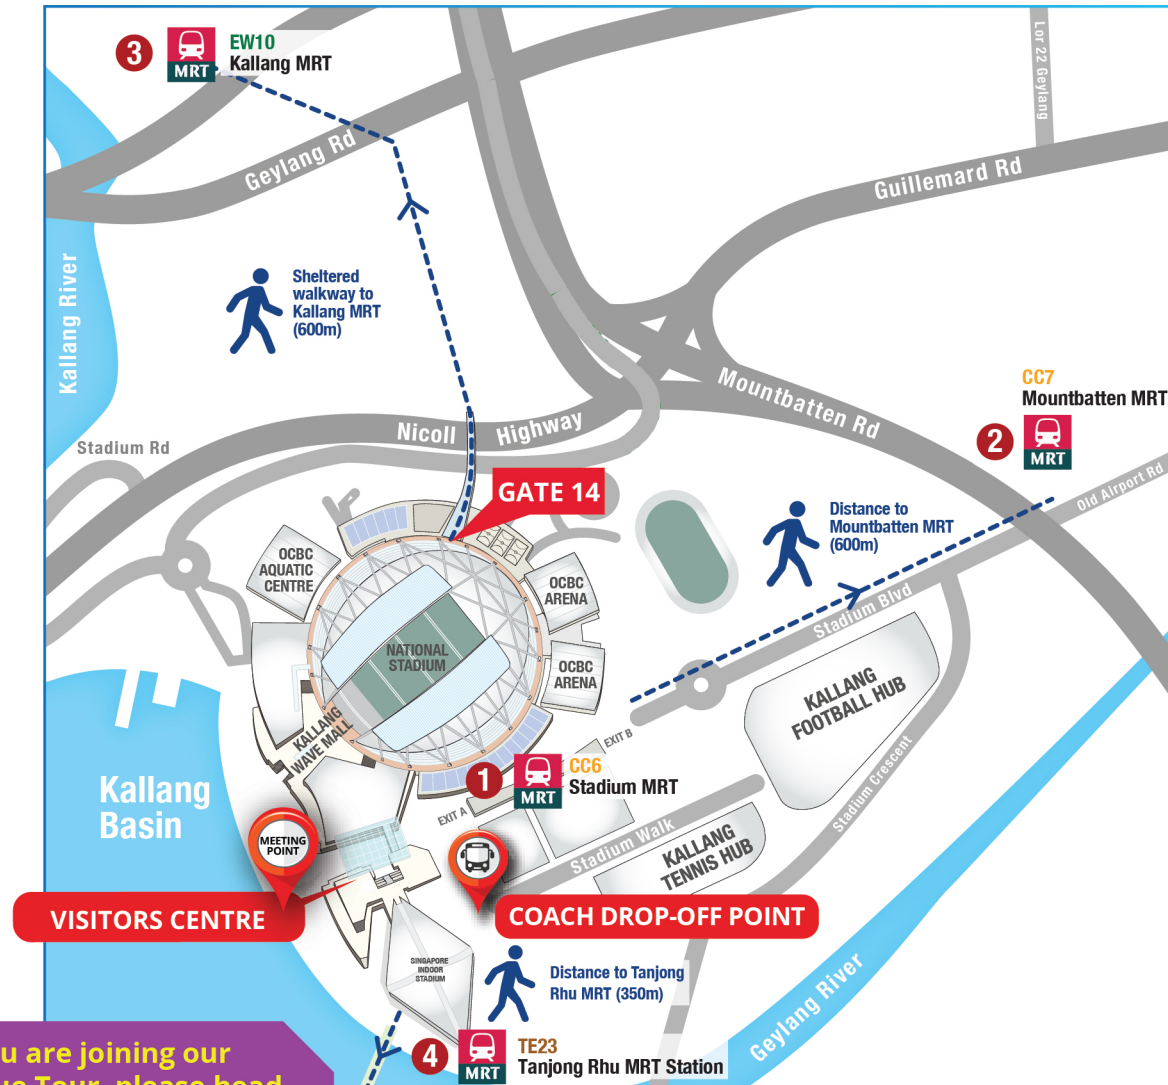 3
MRT
EW10
Kallang MRT
Lor 22 Geylang
Geylang Rd
Guillemard Rd
Kallang River
Sheltered
walkway to
Kallang MRT
(600m)
Mountbatten Rd
CC7
Mountbatten MRT
2
MRT
Nicoll Highway
Stadium Rd
Old Airport Rd
GATE 14
Distance to
Mountbatten MRT
(600m)
OCBC
AQUATIC
CENTRE
OCBC
ARENA
Stadium Blvd
NATIONAL
STADIUM
OCBC
ARENA
KALLANG
FOOTBALL HUB
KALLANG
WAVE MALL
EXIT B
1
MRT
CC6
Stadium MRT
Stadium Crescent
Kallang
Basin
EXIT A
MEETING
POINT
Stadium Walk
KALLANG
TENNIS HUB
VISITORS CENTRE
COACH DROP-OFF POINT
SINGAPORE
INDOOR
STADIUM
Distance to Tanjong
Rhu MRT (350m)
Geylang River
4
MRT
TE23
Tanjong Rhu MRT Station
are joining our
Tour, please head